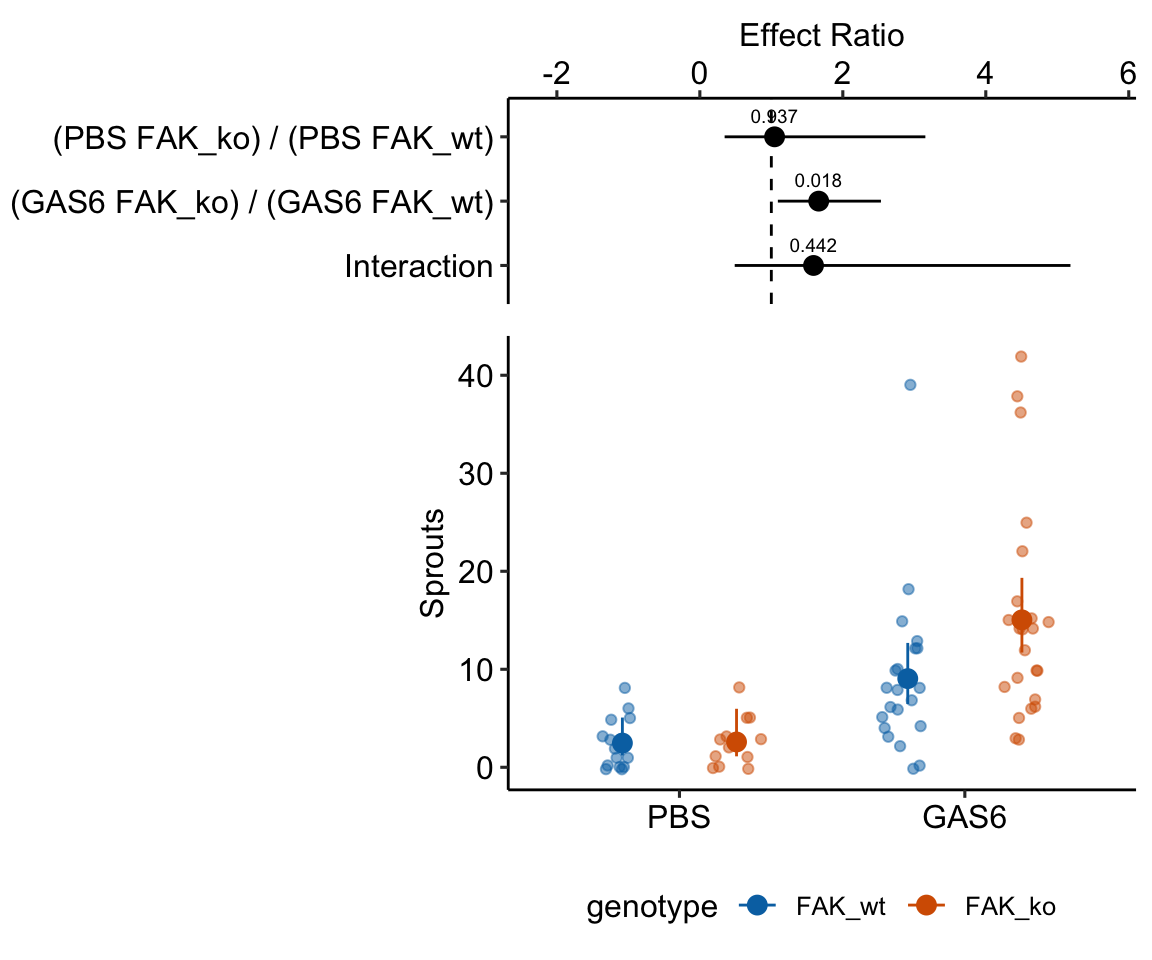 Effect Ratio
-2 0 2 4 6
(PBS FAK_ko) / (PBS FAK_wt)
0.937
(GAS6 FAK_ko) / (GAS6 FAK_wt)
0.018
Interaction
0.442
Sprouts
40
30
20
10
0
PBS GAS6
genotype FAK_wt FAK_ko